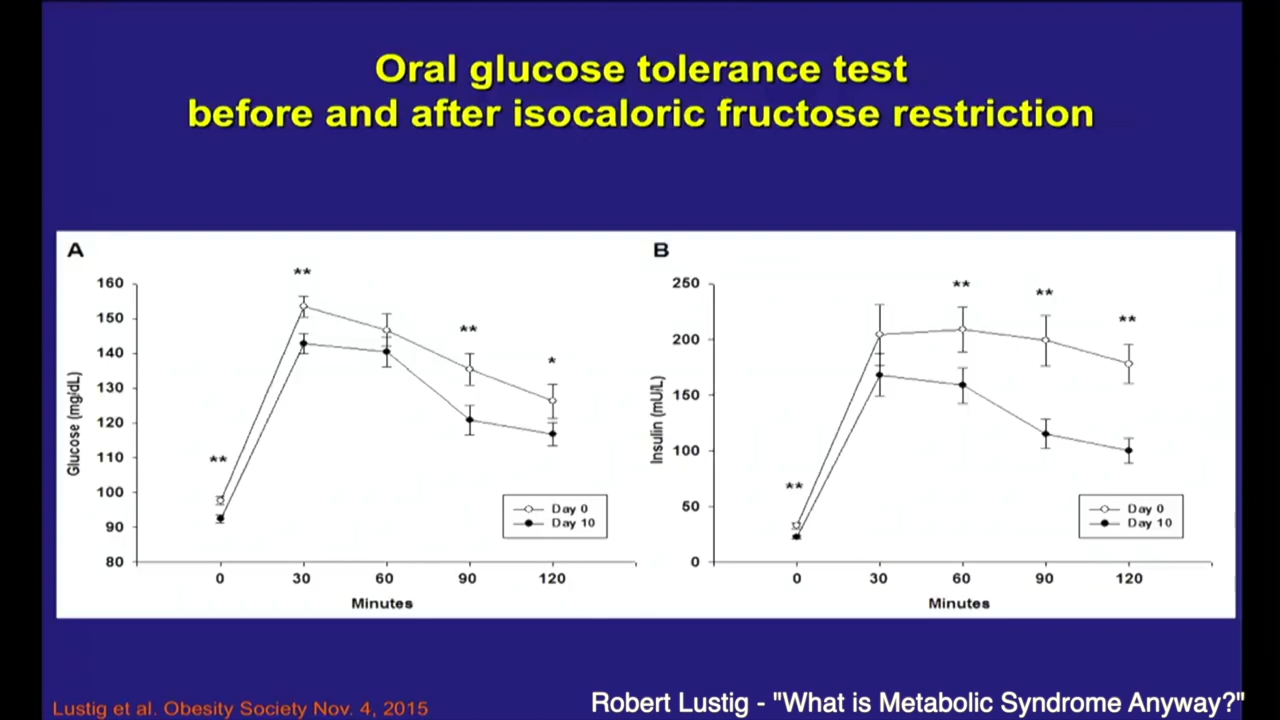 Oral glucose tolerance test
before and after isocaloric fructose restriction
A
Glucose (mg/dL)
160
150
140
130
120
110
100
90
80
**
**
**
*
Day 0
Day 10
0 30 60 90 120
Minutes
B
Insulin (mU/L)
250
200
150
100
50
0
**
**
**
**
Day 0
Day 10
0 30 60 90 120
Minutes
Lustig et al. Obesity Society Nov. 4, 2015
Robert Lustig - "What is Metabolic Syndrome Anyway?"